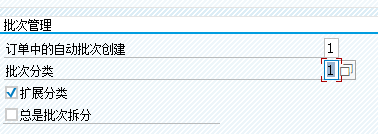 批次管理
订单中的自动批次创建 1
批次分类 1
扩展分类
总是批次拆分